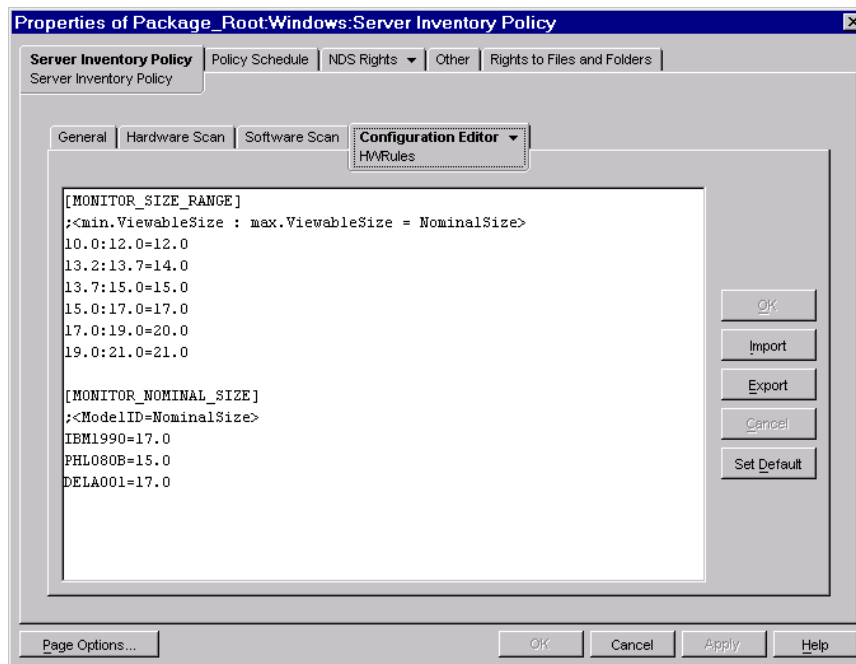 Properties of Package_Root:Windows:Server Inventory Policy
Server Inventory Policy Policy Schedule NDS Rights Other Rights to Files and Folders
Server Inventory Policy
General Hardware Scan Software Scan Configuration Editor
HWRules
[MONITOR_SIZE_RANGE]
;<min.ViewableSize : max.ViewableSize = NominalSize>
10.0:12.0=12.0
13.2:13.7=14.0
13.7:15.0=15.0
15.0:17.0=17.0
17.0:19.0=20.0
19.0:21.0=21.0
[MONITOR_NOMINAL_SIZE]
;<ModelID=NominalSize>
IBM1990=17.0
PHL080B=15.0
DELA001=17.0
OK
Import
Export
Cancel
Set Default
Page Options... OK Cancel Apply Help